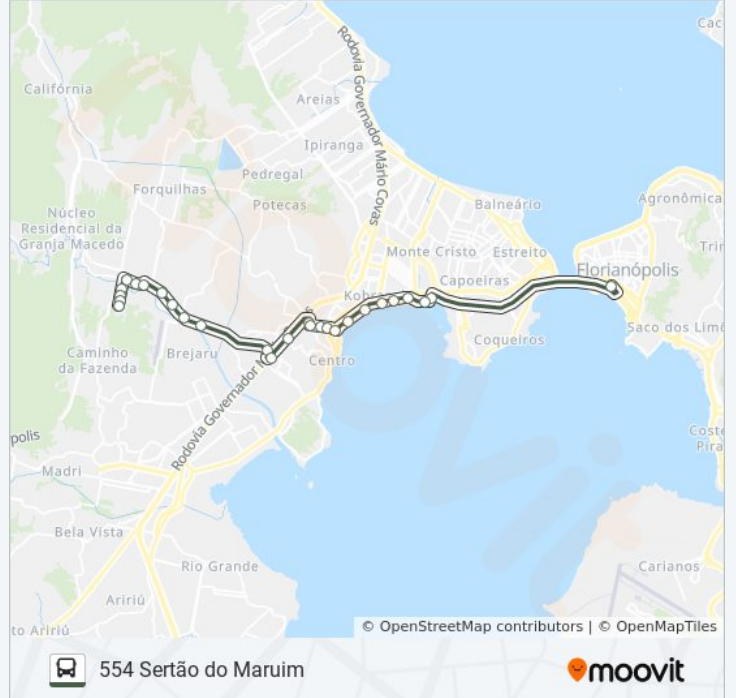 Cac
Califórnia
Rodovia Governador Mário Covas
Areias
Ipiranga
Pedregal
Forquilhas
Potecas
Balneário
Agronômica
Núcleo
Residencial da
Granja Macedo
Monte Cristo
Estreito
Trin
Florianópolis
Capoeiras
Kobr
Saco dos Limõ
Coqueiros
Caminho
da Fazenda
Brejaru
Centro
Rodovia Governador M
s
polis
Coste
Pira
Madri
Bela Vista
Rio Grande
Carianos
Aririú
to Aririú
© OpenStreetMap contributors | © OpenMapTiles
554 Sertão do Maruim
moovit